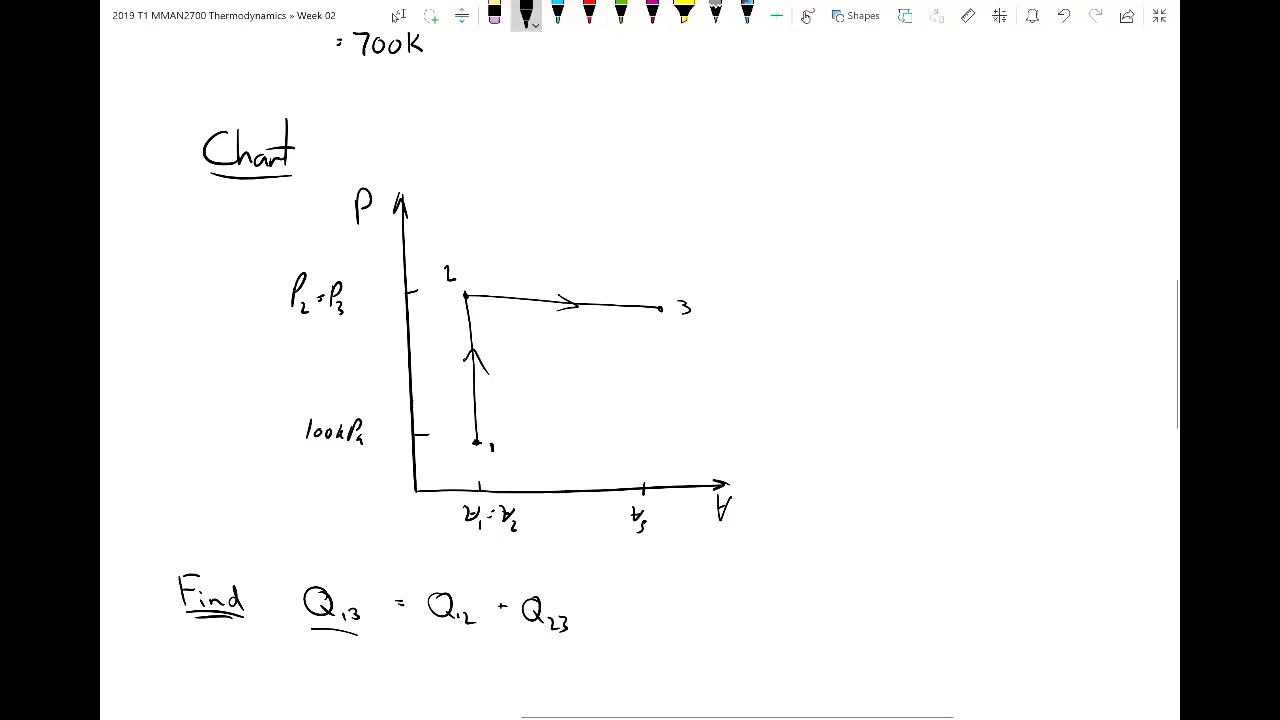 2019 T1 MMAN2700 Thermodynamics » Week 02
Shapes
= 700K
Chart
P
2
P₂ = P₃
3
100kPa
1
V₁ = V₂
V₃
V
Find Q₁₃ = Q₁₂ + Q₂₃